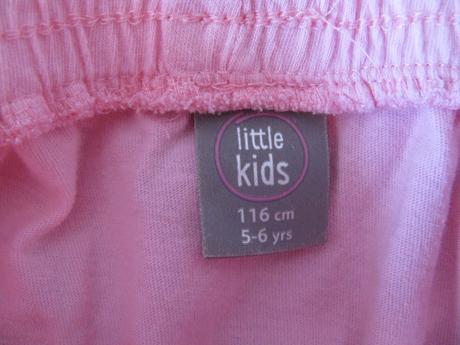 little
kids
116 cm
5-6 yrs